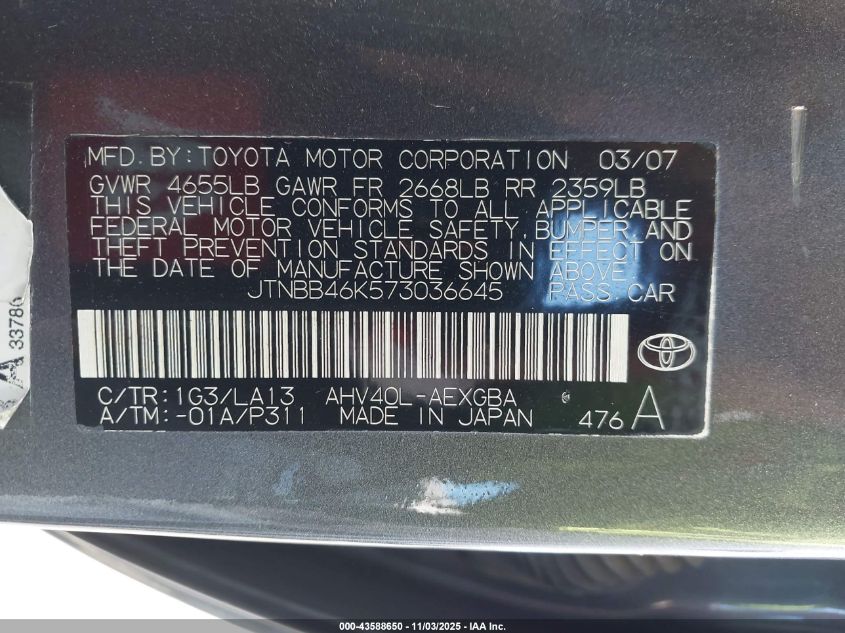 MFD.BY:TOYOTA MOTOR CORPORATION 03/07
GVWR 4655LB GAWR FR 2668LB RR 2359LB
THIS VEHICLE CONFORMS TO ALL APPLICABLE
FEDERAL MOTOR VEHICLE SAFETY, BUMPER, AND
THEFT PREVENTION STANDARDS IN EFFECT ON
THE DATE OF MANUFACTURE SHOWN ABOVE.
JTNBB46K573036645 PASS CAR
C/TR:1G3/LA13 AHV40L-AEXGBA
A/TM:-01A/P311 MADE IN JAPAN 476 A
A 33786
000-43588650 - 11/03/2025 - IAA Inc.